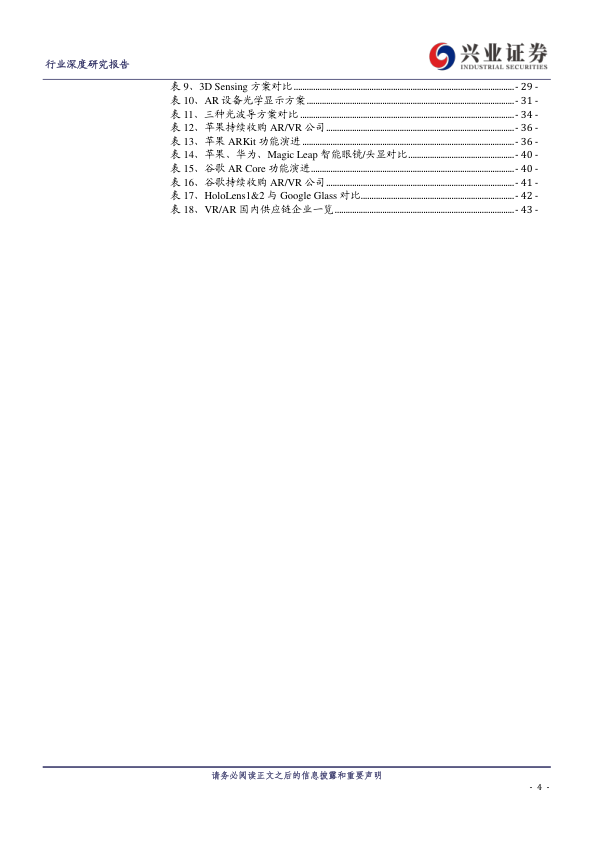 行业深度研究报告
兴业证券
INDUSTRIAL SECURITIES
表 9、3D Sensing 方案对比 - 29 -
表 10、AR 设备光学显示方案 - 31 -
表 11、三种光波导方案对比 - 34 -
表 12、苹果持续收购 AR/VR 公司 - 36 -
表 13、苹果 ARKit 功能演进 - 36 -
表 14、苹果、华为、Magic Leap 智能眼镜/头显对比 - 40 -
表 15、谷歌 AR Core 功能演进 - 40 -
表 16、谷歌持续收购 AR/VR 公司 - 41 -
表 17、HoloLens1&2 与 Google Glass 对比 - 42 -
表 18、VR/AR 国内供应链企业一览 - 43 -
请务必阅读正文之后的信息披露和重要声明
- 4 -